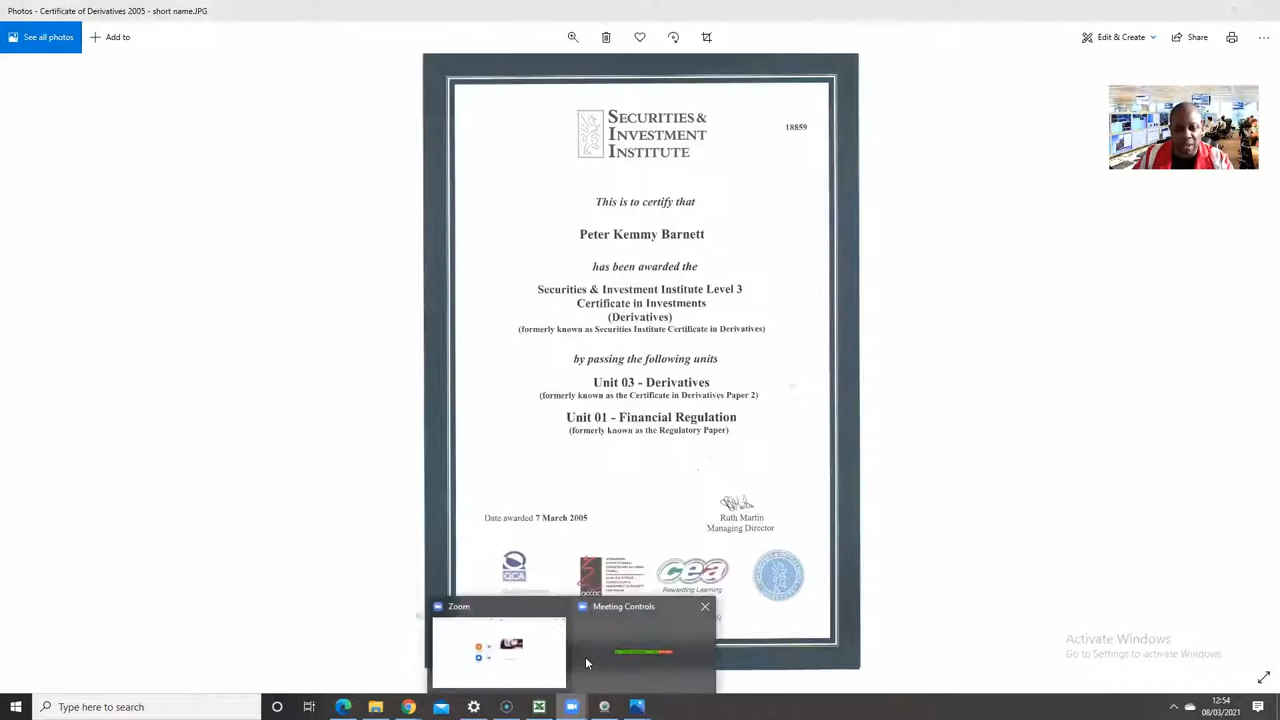 Photos - Certificate of Derivatives 2005 - short name.JPG
See all photos
Add to
Edit & Create
Share
SECURITIES &
INVESTMENT
INSTITUTE
18859
This is to certify that
Peter Kemmy Barnett
has been awarded the
Securities & Investment Institute Level 3
Certificate in Investments
(Derivatives)
(formerly known as Securities Institute Certificate in Derivatives)
by passing the following units
Unit 03 - Derivatives
(formerly known as the Certificate in Derivatives Paper 2)
Unit 01 - Financial Regulation
(formerly known as the Regulatory Paper)
Date awarded 7 March 2005
Ruth Martin
Managing Director
QCA
cea
Rewarding Learning
Zoom
Meeting Controls
Activate Windows
Go to Settings to activate Windows.
Type here to search
12:54
08/03/2021